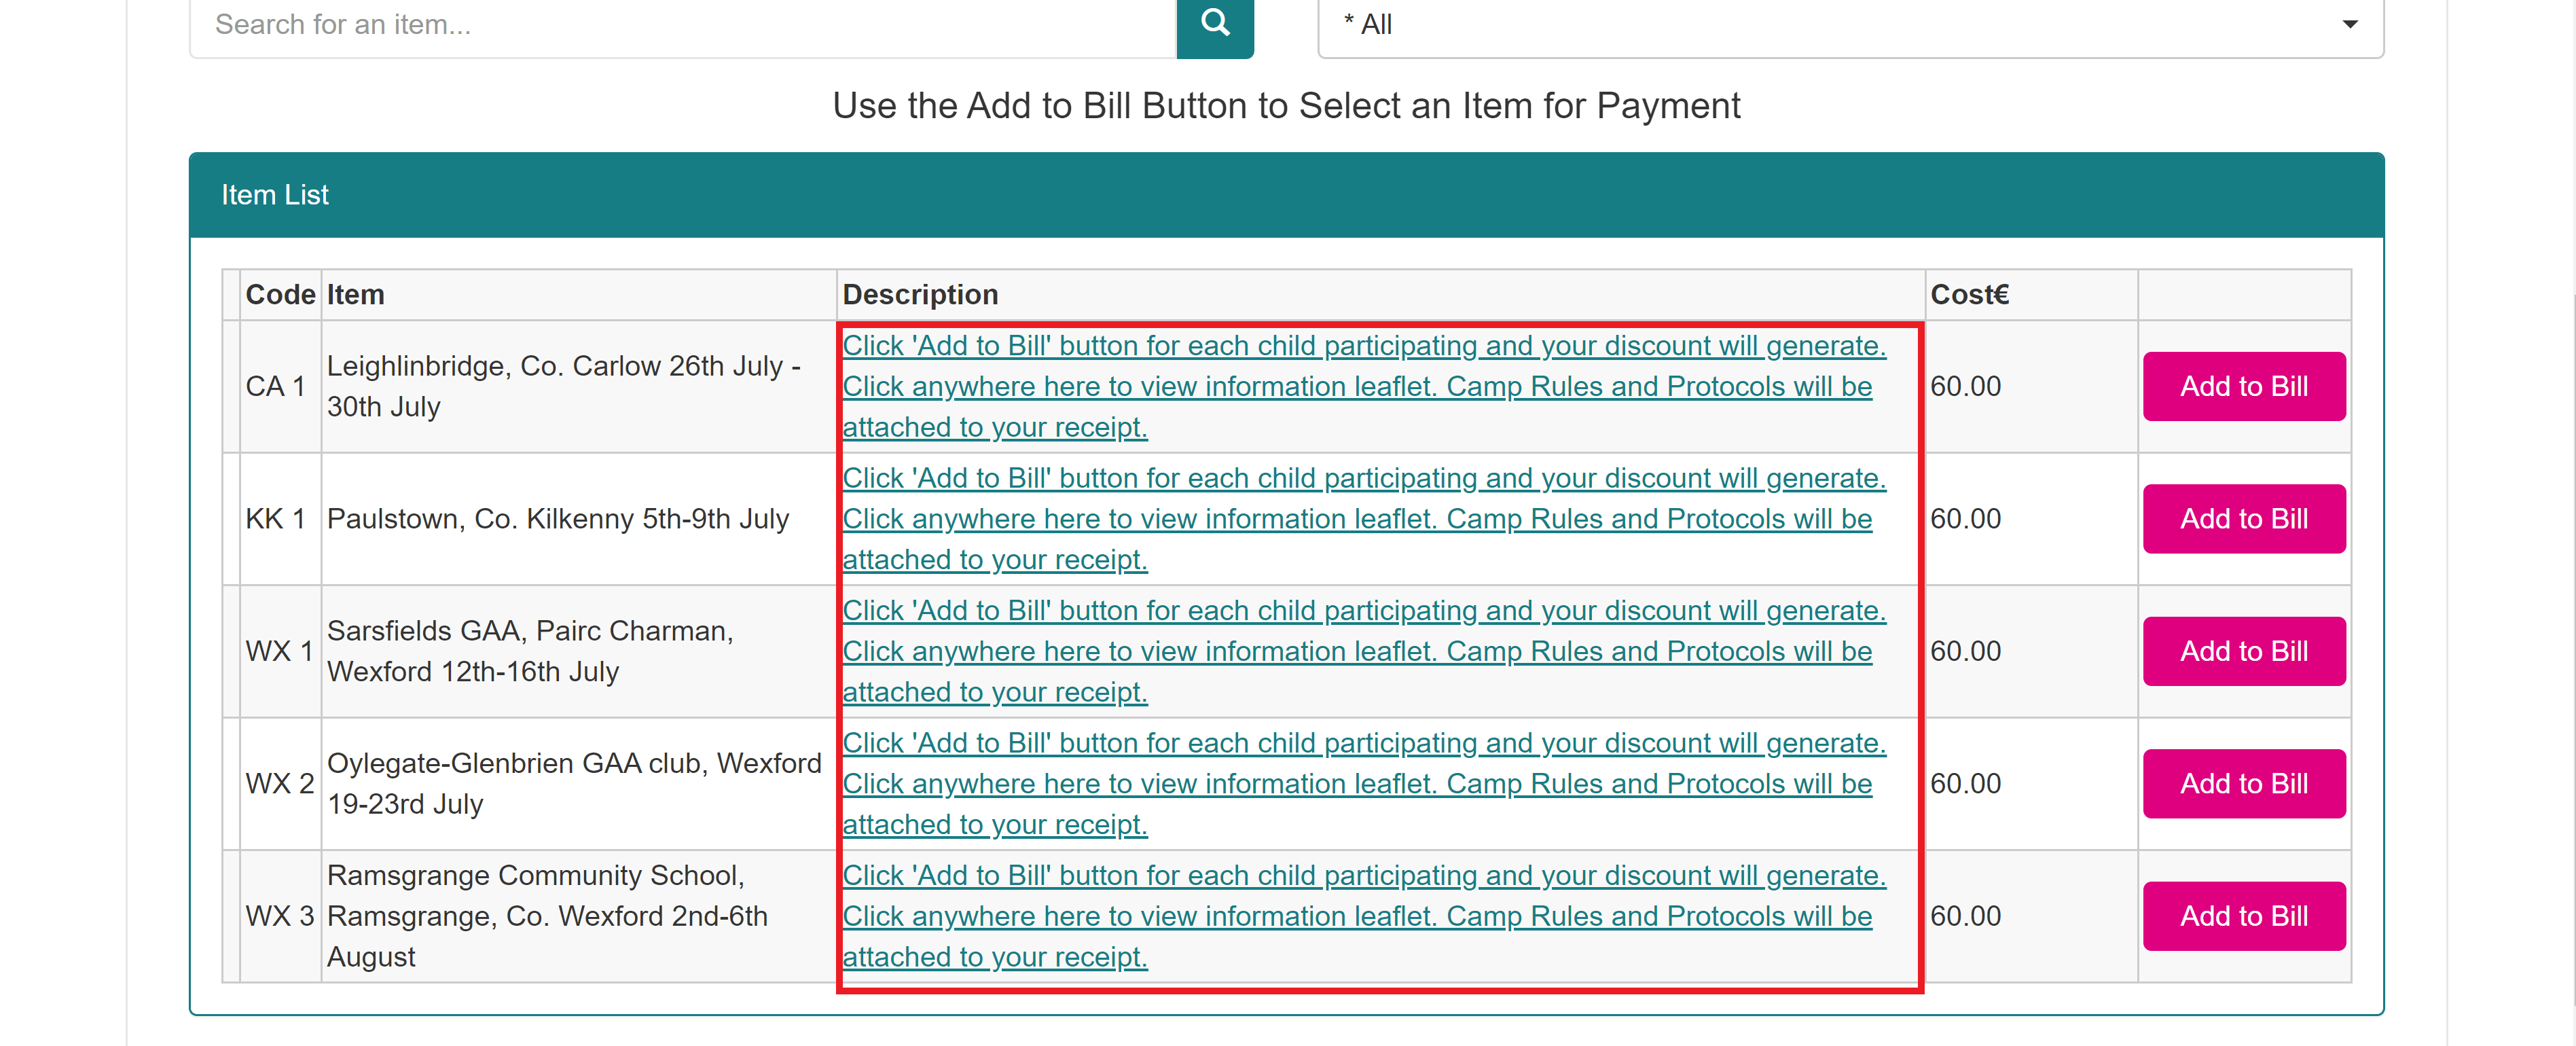 Search for an item...
* All
Use the Add to Bill Button to Select an Item for Payment
Item List
Code Item Description Cost€
CA 1
Leighlinbridge, Co. Carlow 26th July -
30th July
Click 'Add to Bill' button for each child participating and your discount will generate.
Click anywhere here to view information leaflet. Camp Rules and Protocols will be
attached to your receipt.
60.00
Add to Bill
KK 1
Paulstown, Co. Kilkenny 5th-9th July
Click 'Add to Bill' button for each child participating and your discount will generate.
Click anywhere here to view information leaflet. Camp Rules and Protocols will be
attached to your receipt.
60.00
Add to Bill
WX 1
Sarsfields GAA, Pairc Charman,
Wexford 12th-16th July
Click 'Add to Bill' button for each child participating and your discount will generate.
Click anywhere here to view information leaflet. Camp Rules and Protocols will be
attached to your receipt.
60.00
Add to Bill
WX 2
Oylegate-Glenbrien GAA club, Wexford
19-23rd July
Click 'Add to Bill' button for each child participating and your discount will generate.
Click anywhere here to view information leaflet. Camp Rules and Protocols will be
attached to your receipt.
60.00
Add to Bill
WX 3
Ramsgrange Community School,
Ramsgrange, Co. Wexford 2nd-6th
August
Click 'Add to Bill' button for each child participating and your discount will generate.
Click anywhere here to view information leaflet. Camp Rules and Protocols will be
attached to your receipt.
60.00
Add to Bill